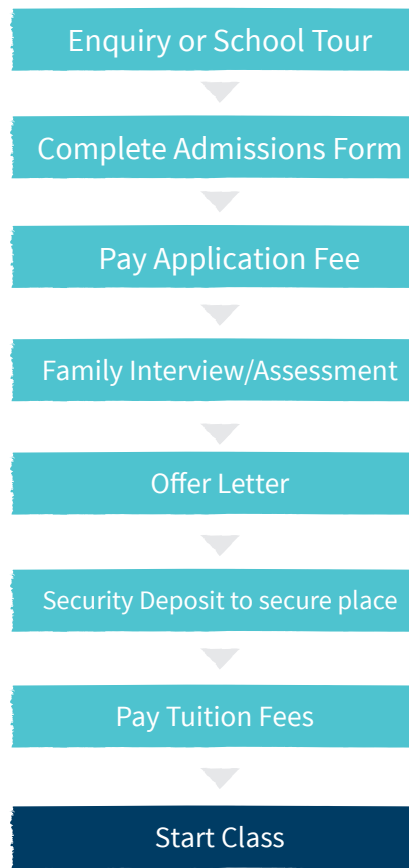 Enquiry or School Tour
Complete Admissions Form
Pay Application Fee
Family Interview/Assessment
Offer Letter
Security Deposit to secure place
Pay Tuition Fees
Start Class